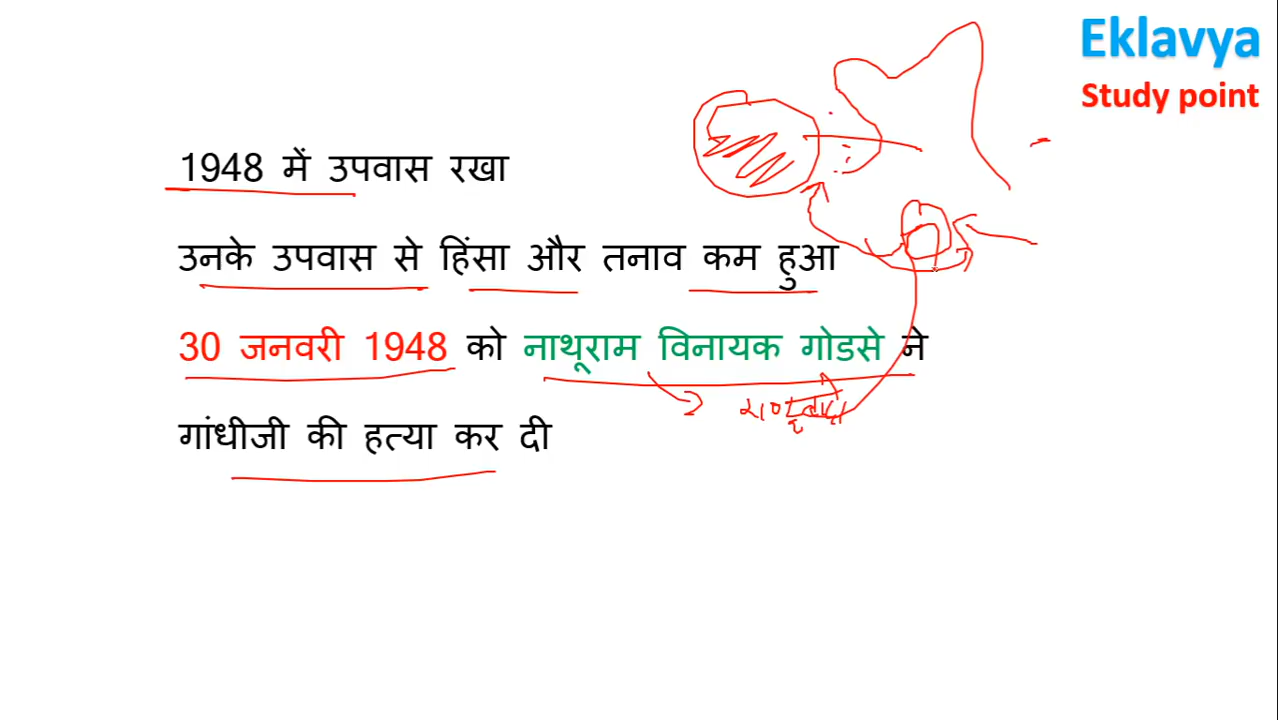 Eklavya
Study point
1948 में उपवास रखा
उनके उपवास से हिंसा और तनाव कम हुआ
30 जनवरी 1948 को नाथूराम विनायक गोडसे ने
गांधीजी की हत्या कर दी